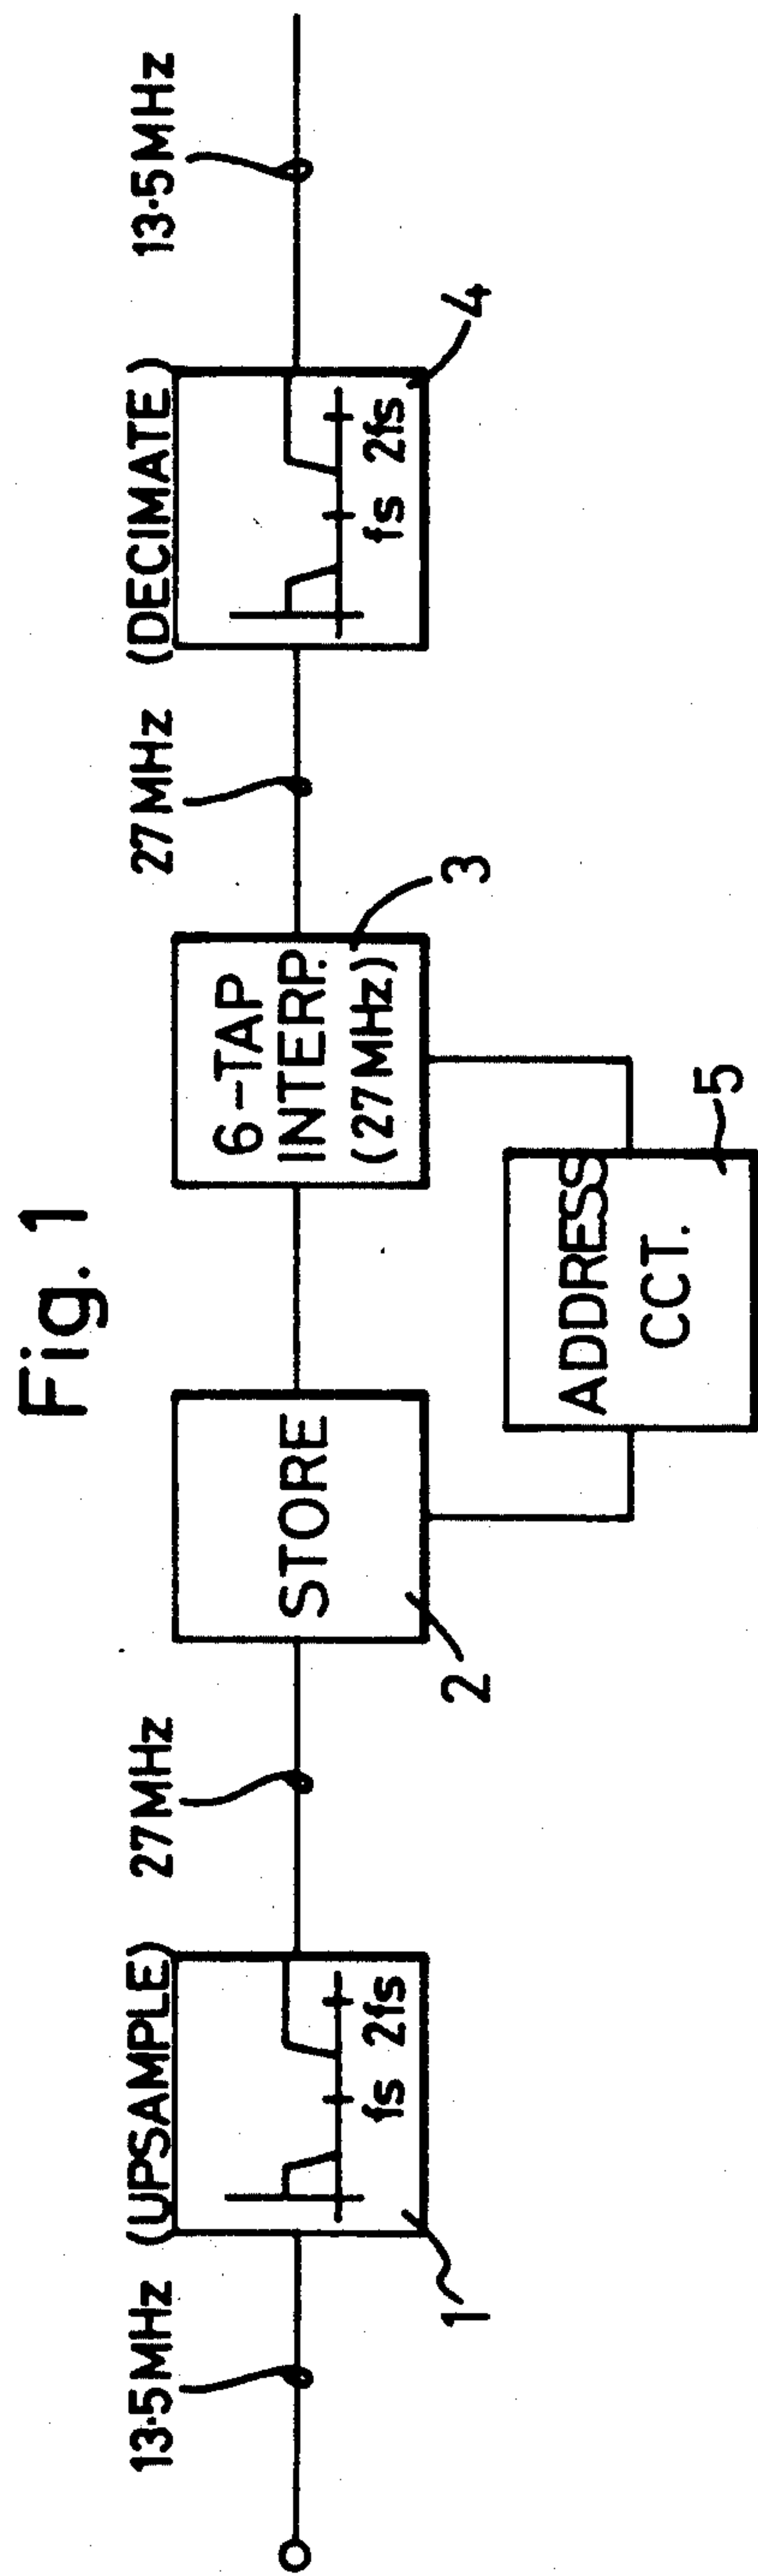 Fig. 1
13·5MHz
(UPSAMPLE)
27MHz
27MHz
(DECIMATE)
13·5MHz
fs 2fs
1
STORE
2
6-TAP
INTERP.
(27MHz)
3
fs 2fs
4
ADDRESS
CCT.
5